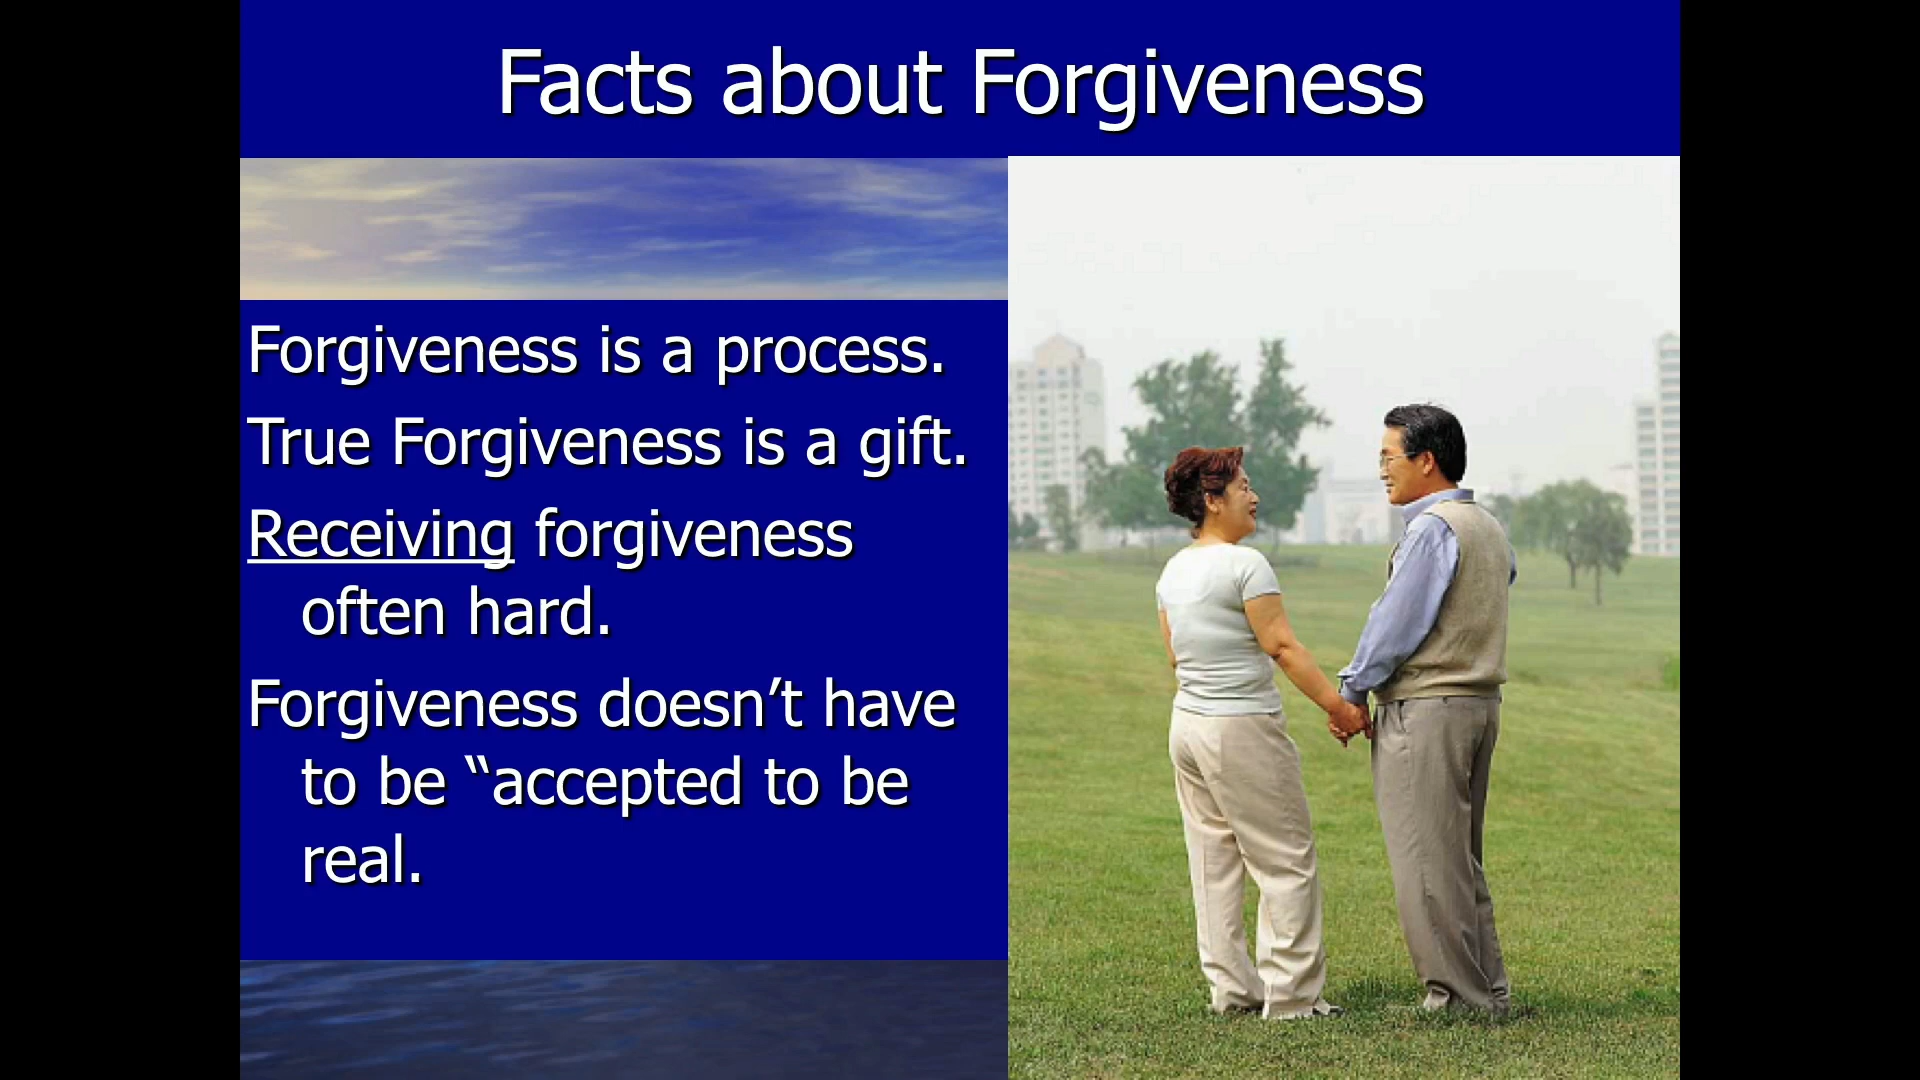 Facts about Forgiveness
Forgiveness is a process.
True Forgiveness is a gift.
Receiving forgiveness
often hard.
Forgiveness doesn’t have
to be “accepted to be
real.